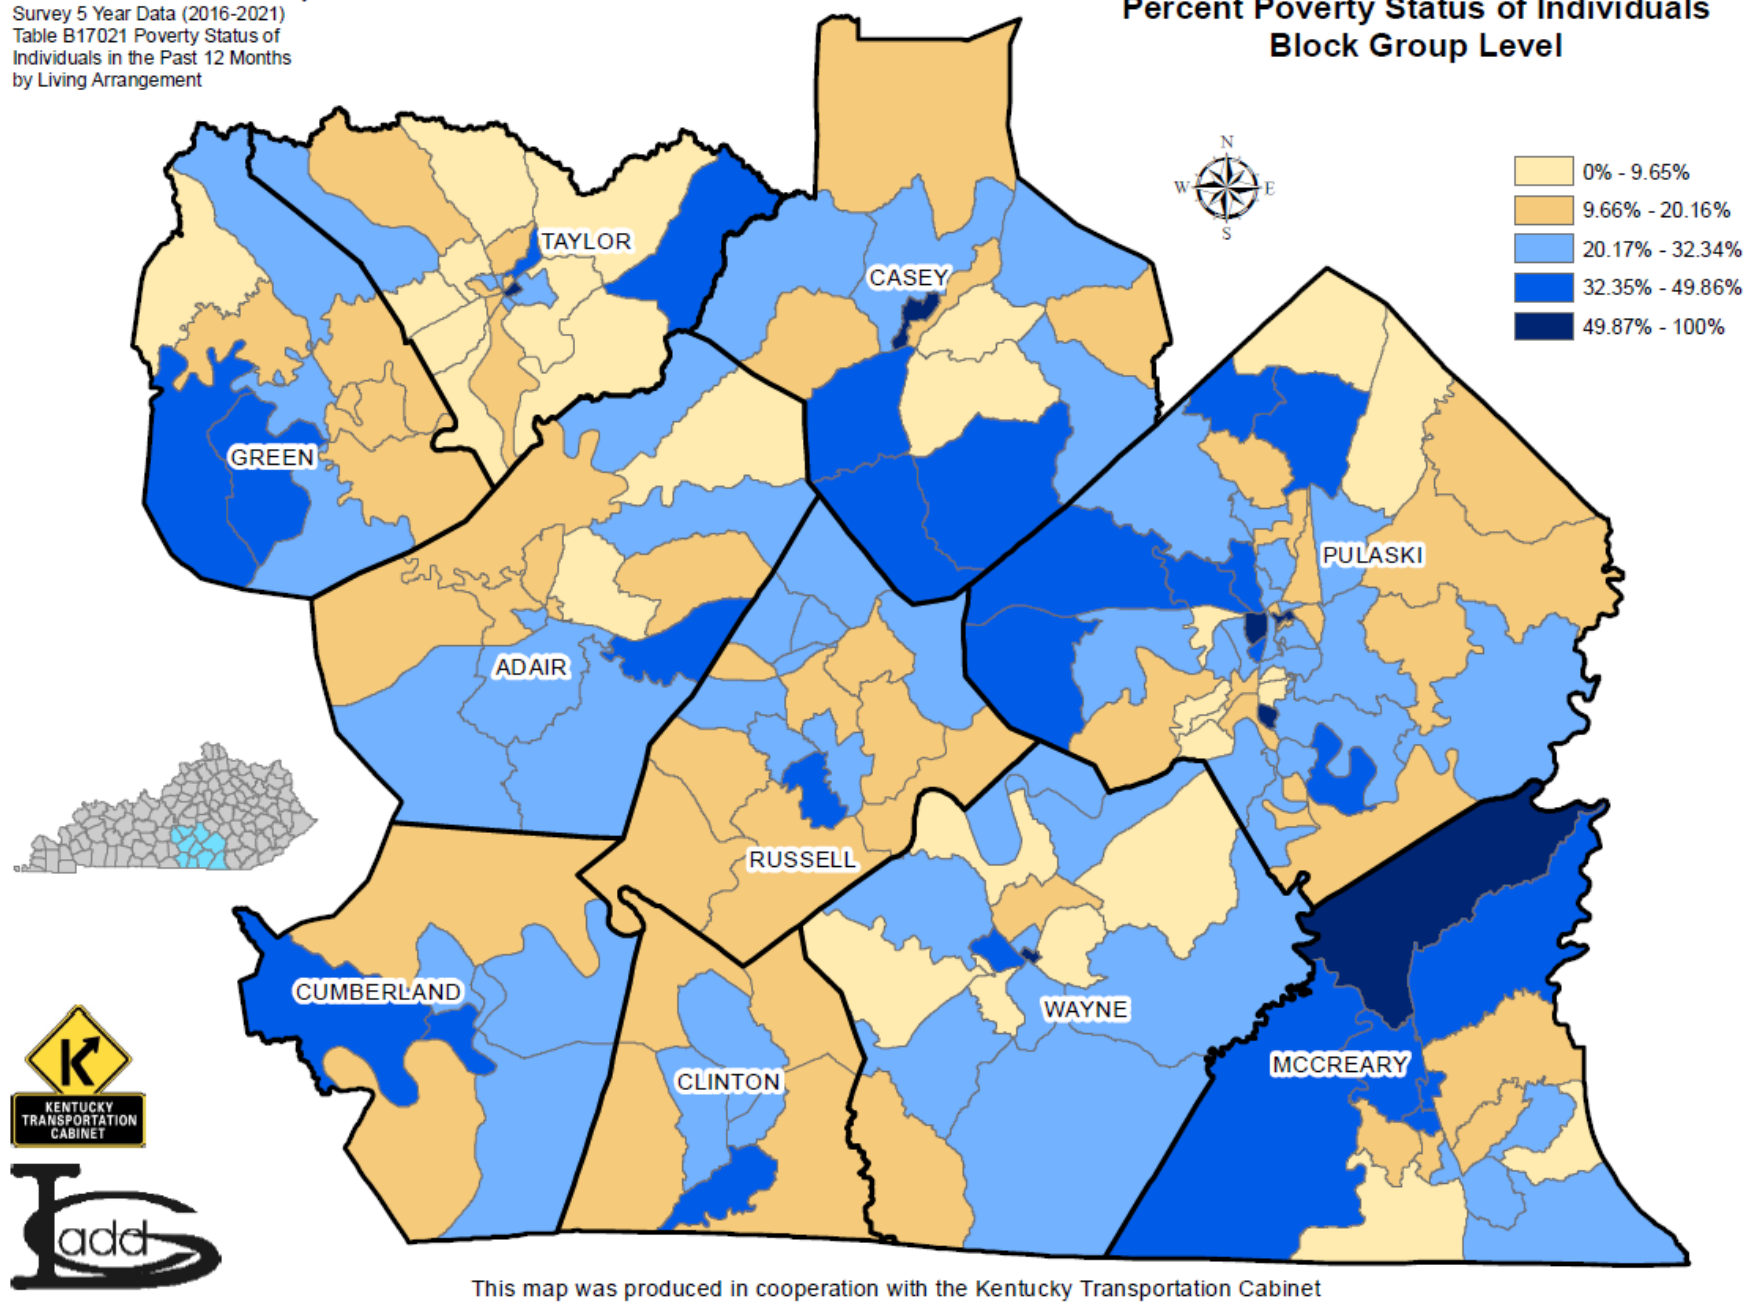 Survey 5 Year Data (2016-2021)
Table B17021 Poverty Status of
Individuals in the Past 12 Months
by Living Arrangement
Percent Poverty Status of Individuals
Block Group Level
N
W E
S
0% - 9.65%
9.66% - 20.16%
20.17% - 32.34%
32.35% - 49.86%
49.87% - 100%
TAYLOR
CASEY
GREEN
PULASKI
ADAIR
RUSSELL
CUMBERLAND
WAYNE
MCCREARY
CLINTON
K
KENTUCKY
TRANSPORTATION
CABINET
LC
add
This map was produced in cooperation with the Kentucky Transportation Cabinet